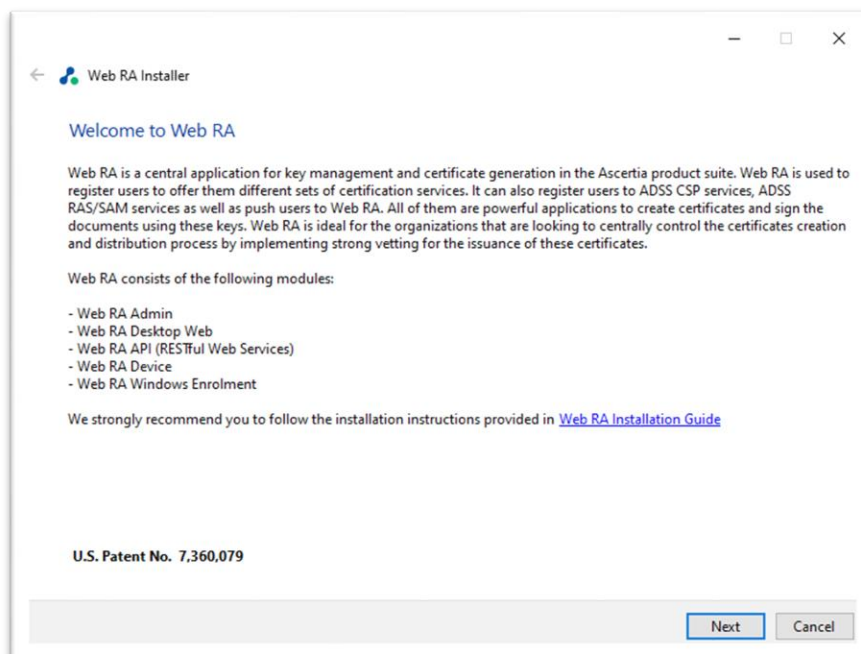 Web RA Installer
Welcome to Web RA
Web RA is a central application for key management and certificate generation in the Ascertia product suite. Web RA is used to
register users to offer them different sets of certification services. It can also register users to ADSS CSP services, ADSS
RAS/SAM services as well as push users to Web RA. All of them are powerful applications to create certificates and sign the
documents using these keys. Web RA is ideal for the organizations that are looking to centrally control the certificates creation
and distribution process by implementing strong vetting for the issuance of these certificates.
Web RA consists of the following modules:
- Web RA Admin
- Web RA Desktop Web
- Web RA API (RESTful Web Services)
- Web RA Device
- Web RA Windows Enrolment
We strongly recommend you to follow the installation instructions provided in Web RA Installation Guide
U.S. Patent No. 7,360,079
Next Cancel